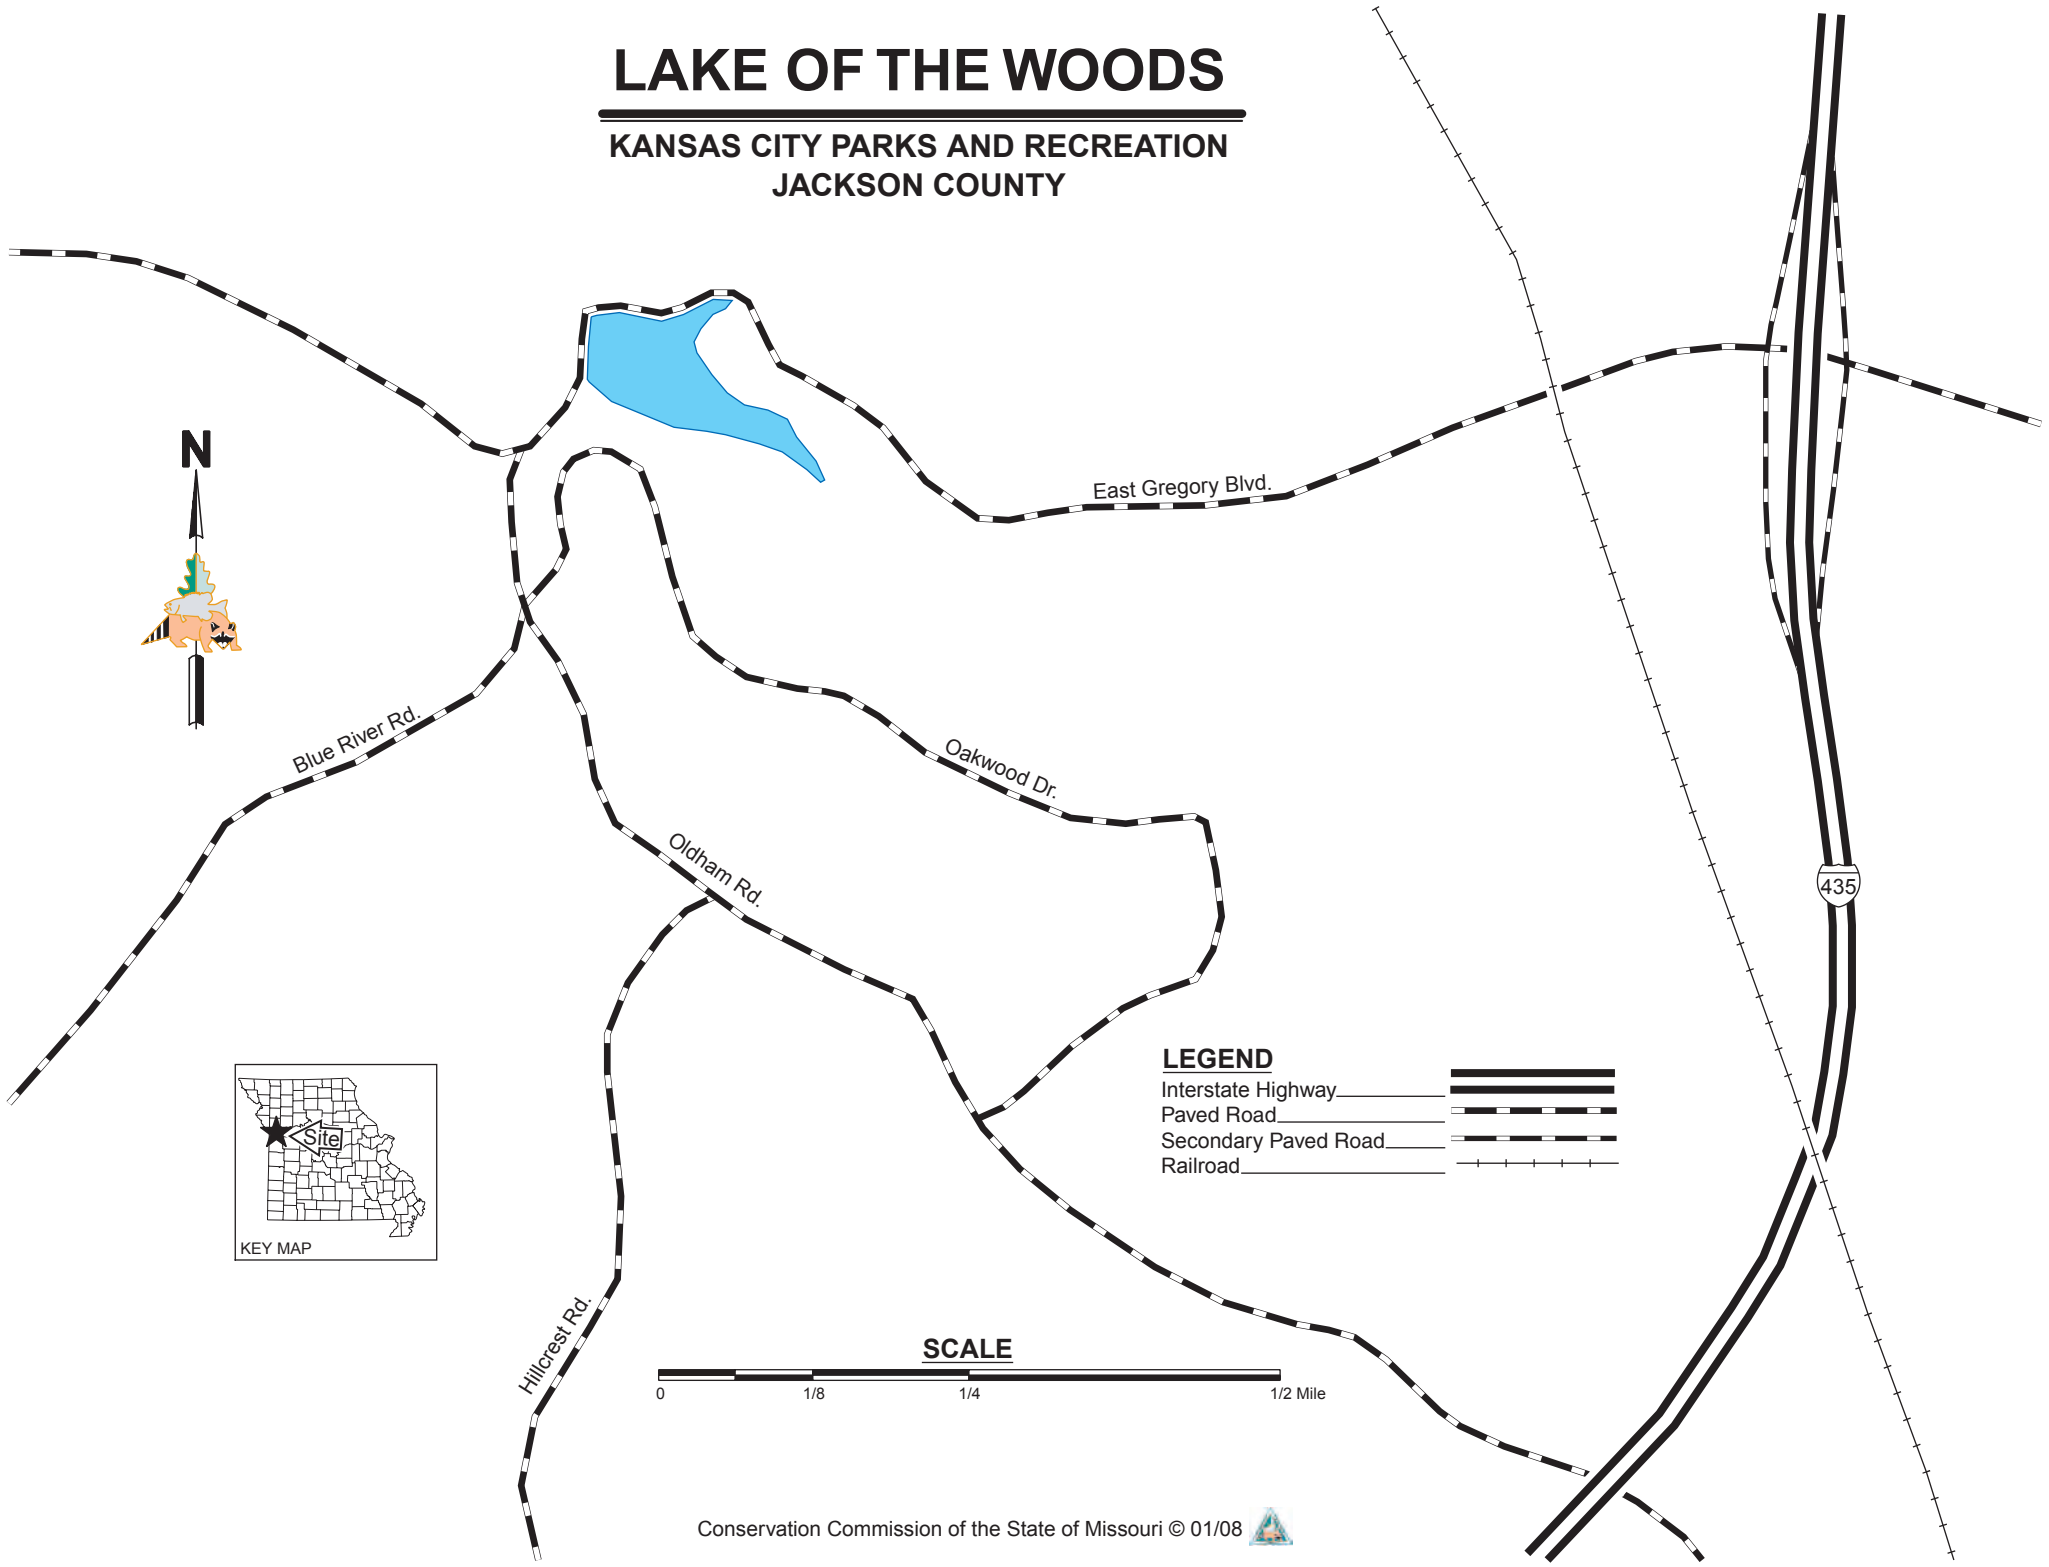 LAKE OF THE WOODS
KANSAS CITY PARKS AND RECREATION
JACKSON COUNTY
N
East Gregory Blvd.
Blue River Rd.
Oakwood Dr.
Oldham Rd.
435
LEGEND
Interstate Highway
Paved Road
Secondary Paved Road
Railroad
Site
KEY MAP
Hillcrest Rd.
SCALE
0 1/8 1/4 1/2 Mile
Conservation Commission of the State of Missouri © 01/08